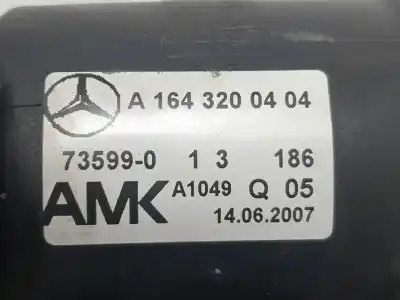 A 164 320 04 04
73599-0 1 3 186
AMK A1049 Q 05
14.06.2007